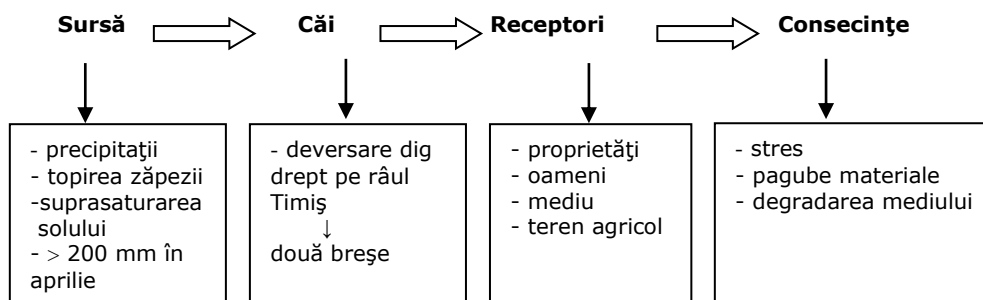 Sursă Căi Receptori Consecinţe
- precipitaţii
- topirea zăpezii
-suprasaturarea
solului
- > 200 mm în
aprilie
- deversare dig
drept pe râul
Timiş
↓
două breşe
- proprietăţi
- oameni
- mediu
- teren agricol
- stres
- pagube materiale
- degradarea mediului